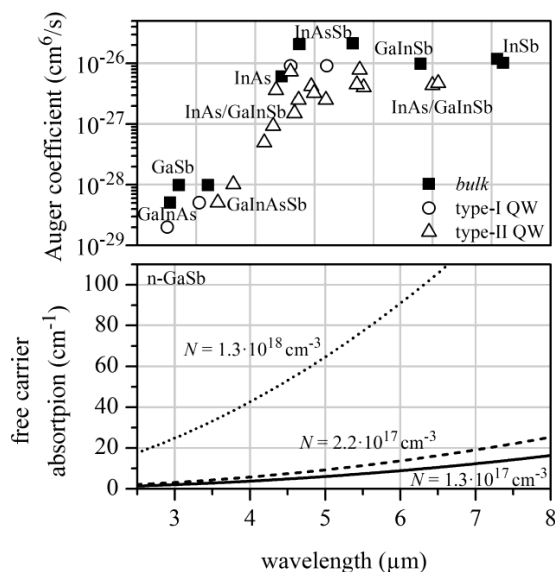 Auger coefficient (cm⁶/s)
10⁻²⁶
10⁻²⁷
10⁻²⁸
10⁻²⁹
InAsSb
GaInSb
InSb
InAs
InAs/GaInSb
InAs/GaInSb
GaSb
GaInAs
GaInAsSb
bulk
type-I QW
type-II QW
free carrier
absortpion (cm⁻¹)
100
80
60
40
20
0
n-GaSb
N = 1.3·10¹⁸ cm⁻³
N = 2.2·10¹⁷ cm⁻³
N = 1.3·10¹⁷ cm⁻³
3 4 5 6 7 8
wavelength (µm)